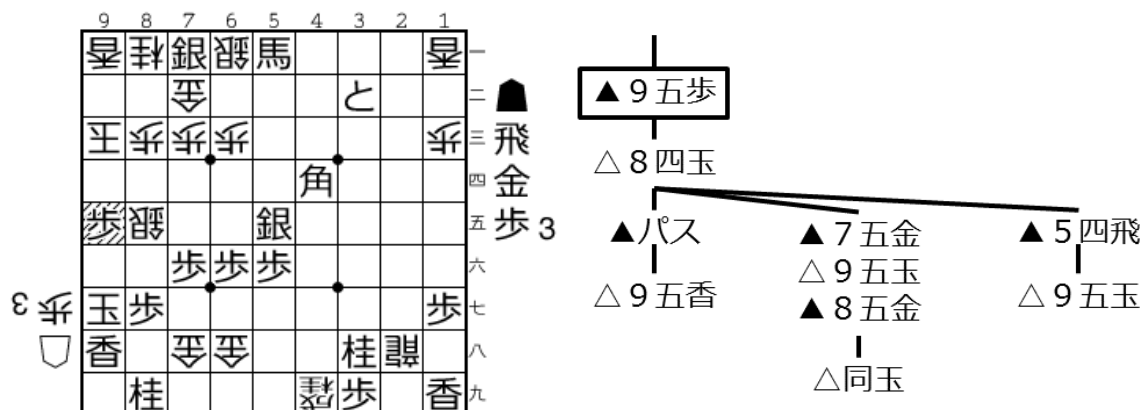 9 8 7 6 5 4 3 2 1
香 桂 銀 銀 馬 香 一
金 と 二
王 歩 歩 歩 歩 三
角 四
歩 銀 銀 五
歩 歩 歩 六
玉 歩 歩 七
香 金 金 桂 龍 八
桂 歩 香 九
飛
金
歩 3
歩 3
▲9五歩
△8四玉
▲パス
△9五香
▲7五金
△9五玉
▲8五金
△同玉
▲5四飛
△9五玉